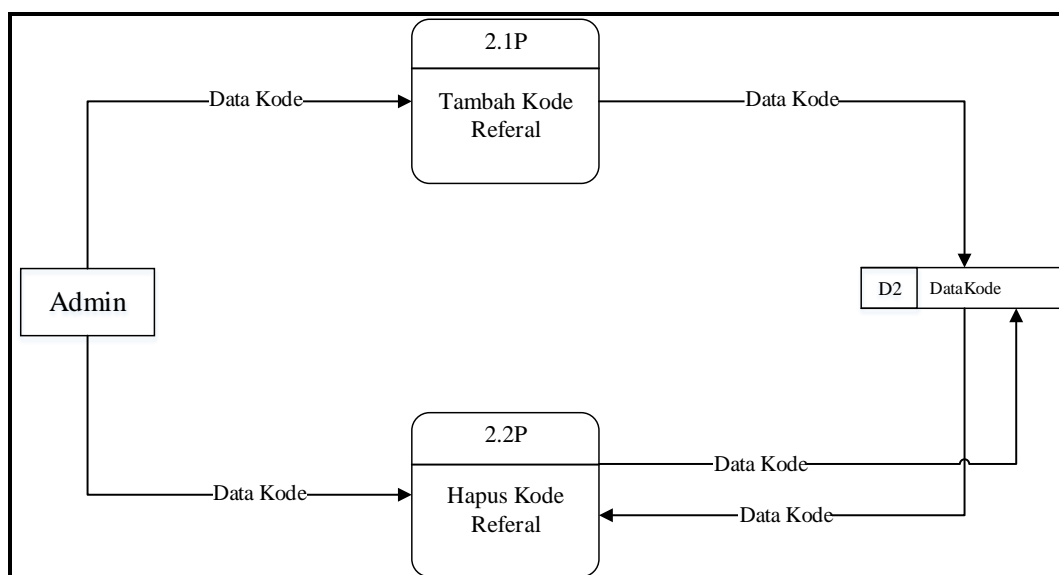 2.1P
Tambah Kode
Referal
Data Kode
Data Kode
Admin
D2
DataKode
2.2P
Hapus Kode
Referal
Data Kode
Data Kode
Data Kode